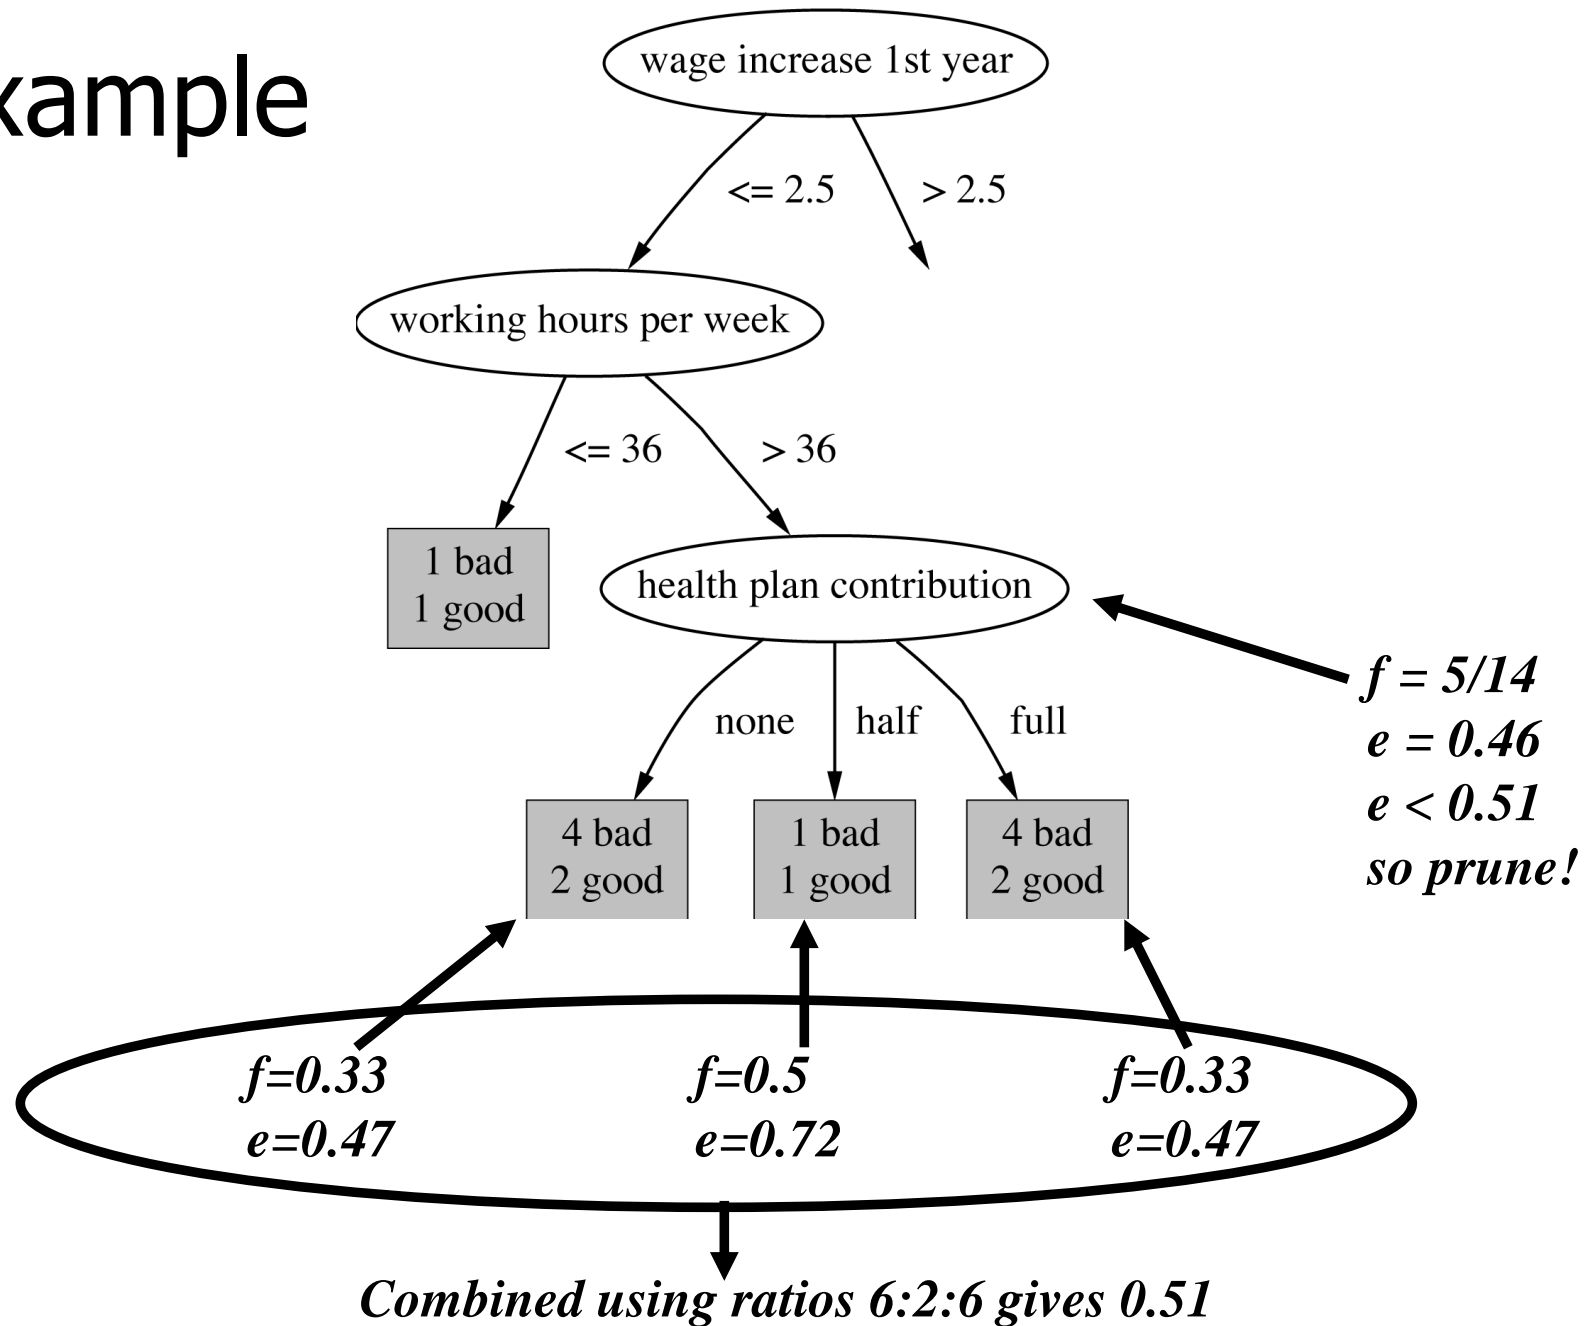 xample
wage increase 1st year
<= 2.5
> 2.5
working hours per week
<= 36
> 36
1 bad
1 good
health plan contribution
f = 5/14
e = 0.46
e < 0.51
so prune!
none
half
full
4 bad
2 good
1 bad
1 good
4 bad
2 good
f=0.33
e=0.47
f=0.5
e=0.72
f=0.33
e=0.47
Combined using ratios 6:2:6 gives 0.51